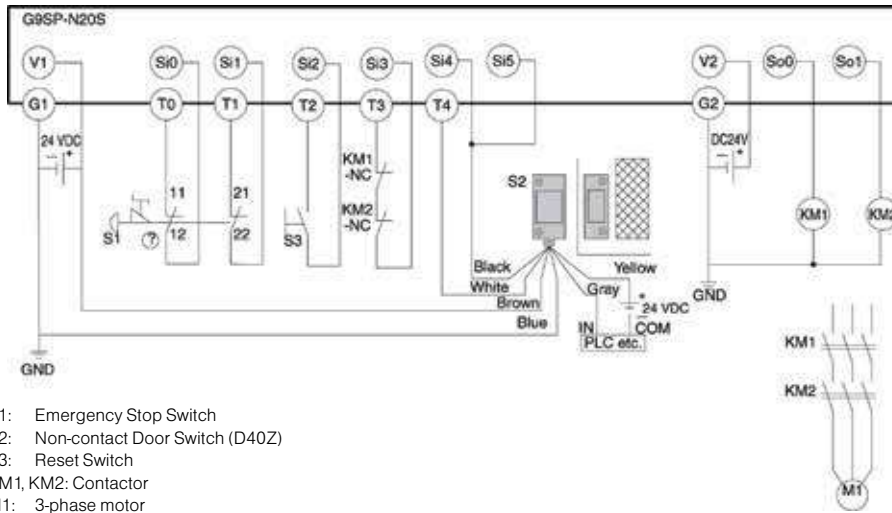 G9SP-N20S
V1 Si0 Si1 Si2 Si3 Si4 Si5 V2 So0 So1
G1 T0 T1 T2 T3 T4 G2
24 VDC
DC24V
KM1
-NC
KM2
-NC
11 21
12 22
S1
S3
S2
KM1 KM2
Black Yellow
White Gray
Brown
Blue
24 VDC
IN COM
PLC etc.
GND
GND
KM1
KM2
M1
1: Emergency Stop Switch
2: Non-contact Door Switch (D40Z)
3: Reset Switch
M1, KM2: Contactor
1: 3-phase motor